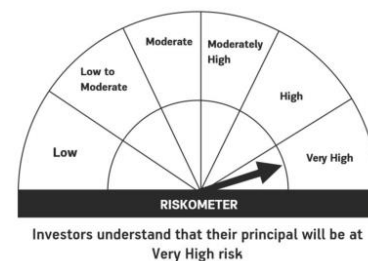 Moderate
Moderately
High
Low to
Moderate
High
Low
Very High
RISKOMETER
Investors understand that their principal will be at
Very High risk